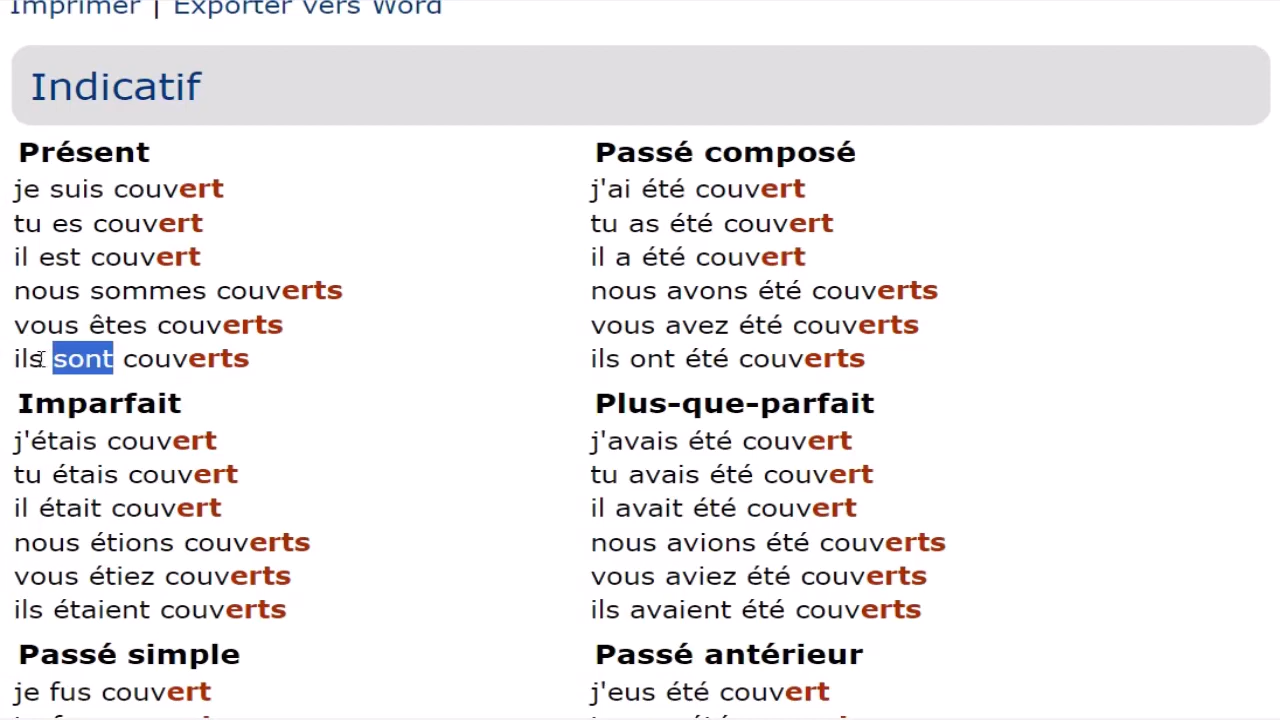 Imprimer | Exporter vers Word
Indicatif
Présent
je suis couvert
tu es couvert
il est couvert
nous sommes couverts
vous êtes couverts
ils sont couverts
Passé composé
j'ai été couvert
tu as été couvert
il a été couvert
nous avons été couverts
vous avez été couverts
ils ont été couverts
Imparfait
j'étais couvert
tu étais couvert
il était couvert
nous étions couverts
vous étiez couverts
ils étaient couverts
Plus-que-parfait
j'avais été couvert
tu avais été couvert
il avait été couvert
nous avions été couverts
vous aviez été couverts
ils avaient été couverts
Passé simple
je fus couvert
Passé antérieur
j'eus été couvert